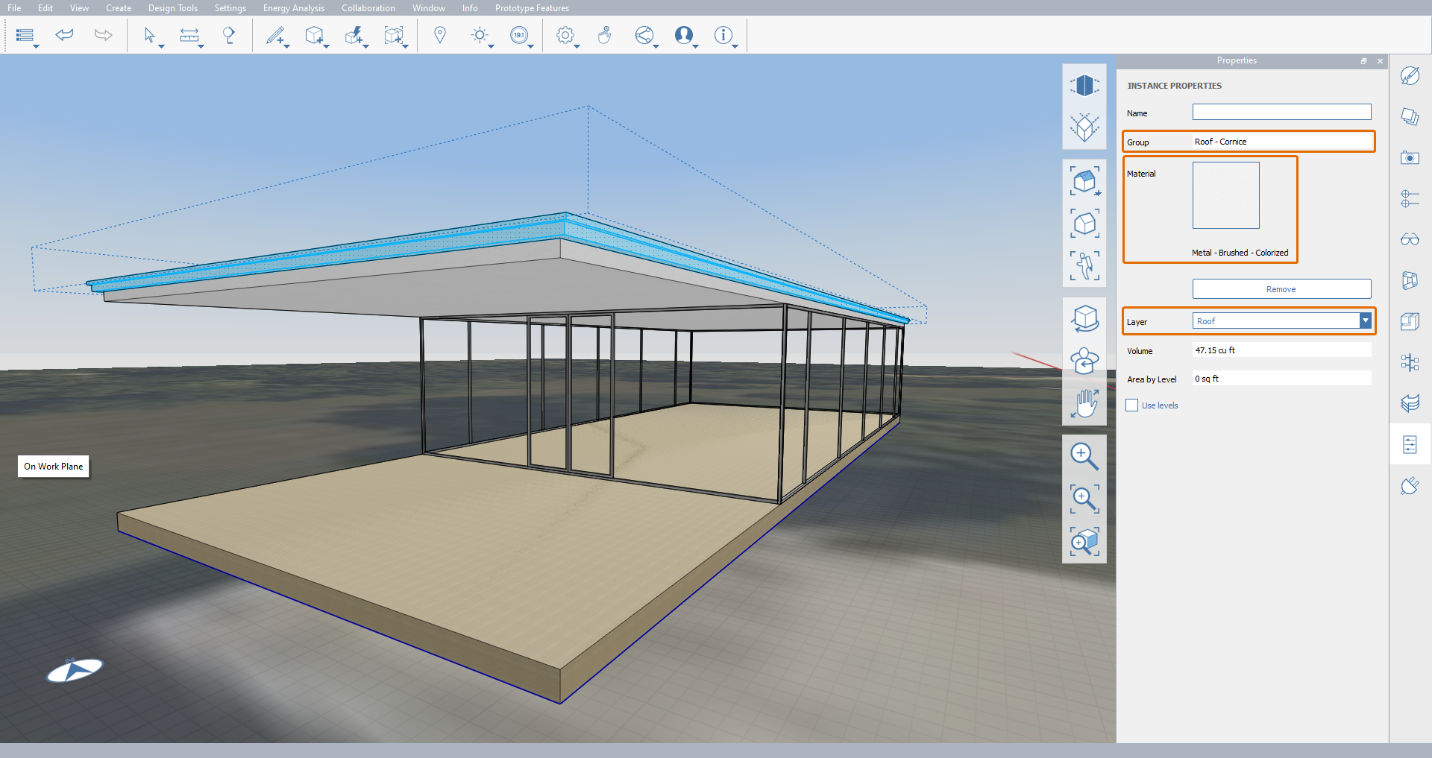 File Edit View Create Design Tools Settings Energy Analysis Collaboration Window Info Prototype Features
Properties
INSTANCE PROPERTIES
Name
Group Roof - Cornice
Material
Metal - Brushed - Colorized
Remove
Layer Roof
Volume 47.15 cu ft
Area by Level 0 sq ft
Use levels
On Work Plane